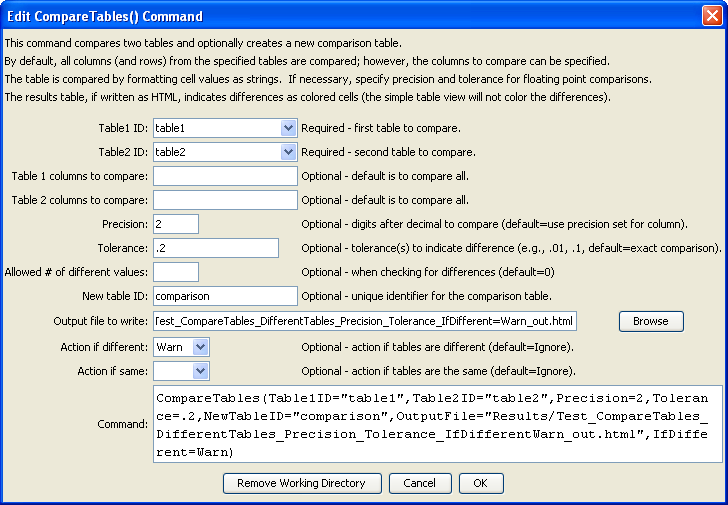 Edit CompareTables() Command
This command compares two tables and optionally creates a new comparison table.
By default, all columns (and rows) from the specified tables are compared; however, the columns to compare can be specified.
The table is compared by formatting cell values as strings.  If necessary, specify precision and tolerance for floating point comparisons.
The results table, if written as HTML, indicates differences as colored cells (the simple table view will not color the differences).
Table1 ID: table1 Required - first table to compare.
Table2 ID: table2 Required - second table to compare.
Table 1 columns to compare: Optional - default is to compare all.
Table 2 columns to compare: Optional - default is to compare all.
Precision: 2 Optional - digits after decimal to compare (default=use precision set for column).
Tolerance: .2 Optional - tolerance(s) to indicate difference (e.g., .01, .1, default=exact comparison).
Allowed # of different values: Optional - when checking for differences (default=0)
New table ID: comparison Optional - unique identifier for the comparison table.
Output file to write: Test_CompareTables_DifferentTables_Precision_Tolerance_IfDifferent=Warn_out.html Browse
Action if different: Warn Optional - action if tables are different (default=Ignore).
Action if same: Optional - action if tables are the same (default=Ignore).
Command:
CompareTables(Table1ID="table1",Table2ID="table2",Precision=2,Toleran
ce=.2,NewTableID="comparison",OutputFile="Results/Test_CompareTables_
DifferentTables_Precision_Tolerance_IfDifferentWarn_out.html",IfDiffe
rent=Warn)
Remove Working Directory Cancel OK